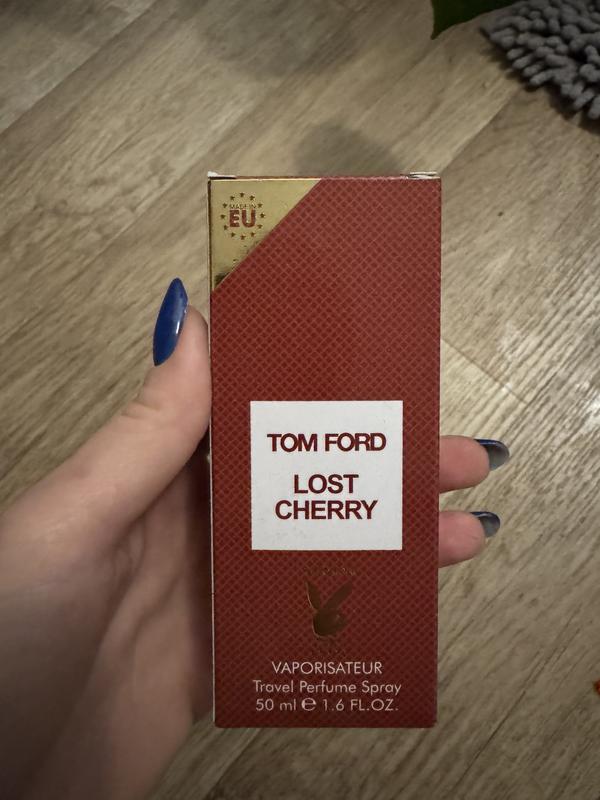 MADE IN
EU
TOM FORD
LOST
CHERRY
VAPORISATEUR
Travel Perfume Spray
50 ml ℮ 1.6 FL.OZ.